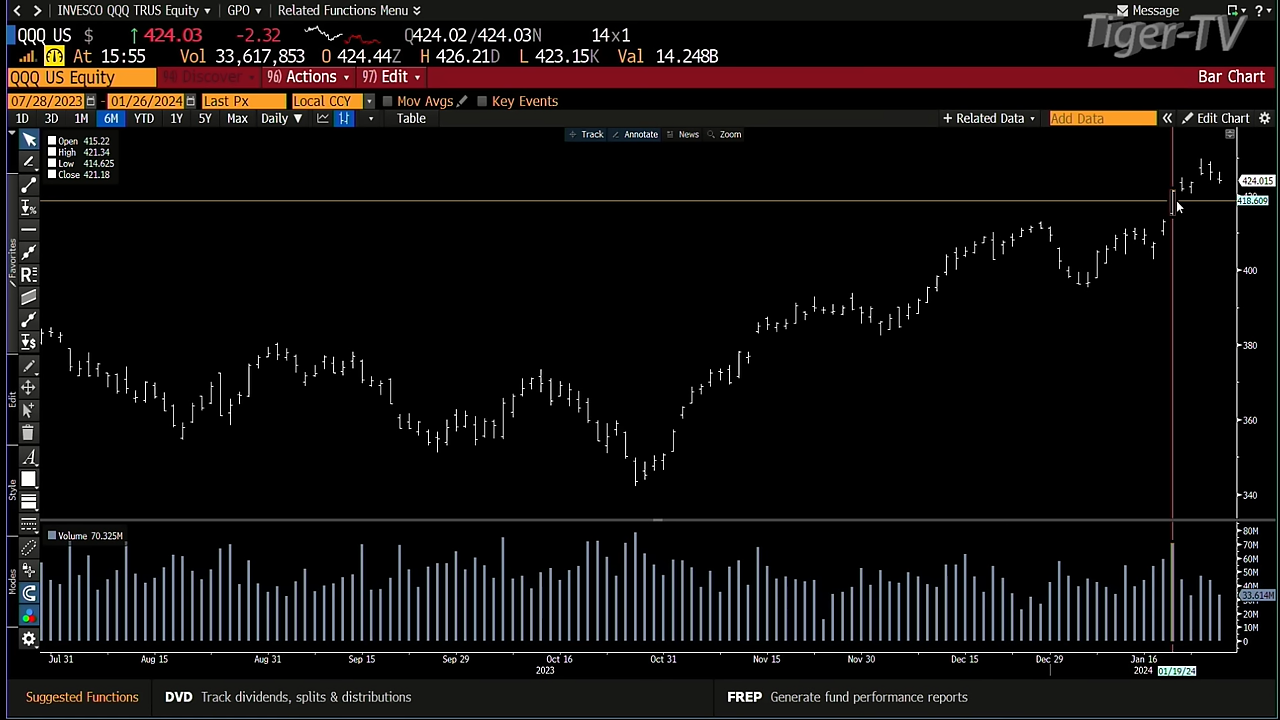 INVESCO QQQ TRUS Equity GPO Related Functions Menu Message
Tiger-TV
QQQ US $ 424.03 -2.32 Q424.02/424.03N 14x1
At 15:55 Vol 33,617,853 O 424.44Z H 426.21D L 423.15K Val 14.248B
QQQ US Equity 94) Discover 96) Actions 97) Edit Bar Chart
07/28/2023 - 01/26/2024 Last Px Local CCY Mov Avgs Key Events
1D 3D 1M 6M YTD 1Y 5Y Max Daily Table + Related Data Add Data Edit Chart
Track Annotate News Zoom
Open 415.22
High 421.34
Low 414.625
Close 421.18
Favorites
Edit
Style
Modes
424.015
418.609
400
380
360
340
Volume 70.325M
80M
70M
60M
50M
40M
33.614M
20M
10M
0
Jul 31 Aug 15 Aug 31 Sep 15 Sep 29 Oct 16 Oct 31 Nov 15 Nov 30 Dec 15 Dec 29 Jan 16
2023 2024 01/19/24
Suggested Functions DVD Track dividends, splits & distributions FREP Generate fund performance reports